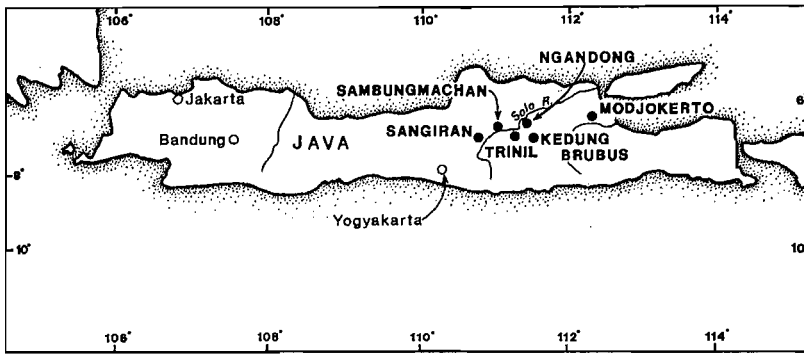 106° 108° 110° 112° 114°
NGANDONG
SAMBUNGMACHAN
Jakarta
Solo R.
MODJOKERTO
6
Bandung
JAVA
SANGIRAN
TRINIL
KEDUNG
BRUBUS
-8°
Yogyakarta
-10°
10
106° 108° 110° 112° 114°